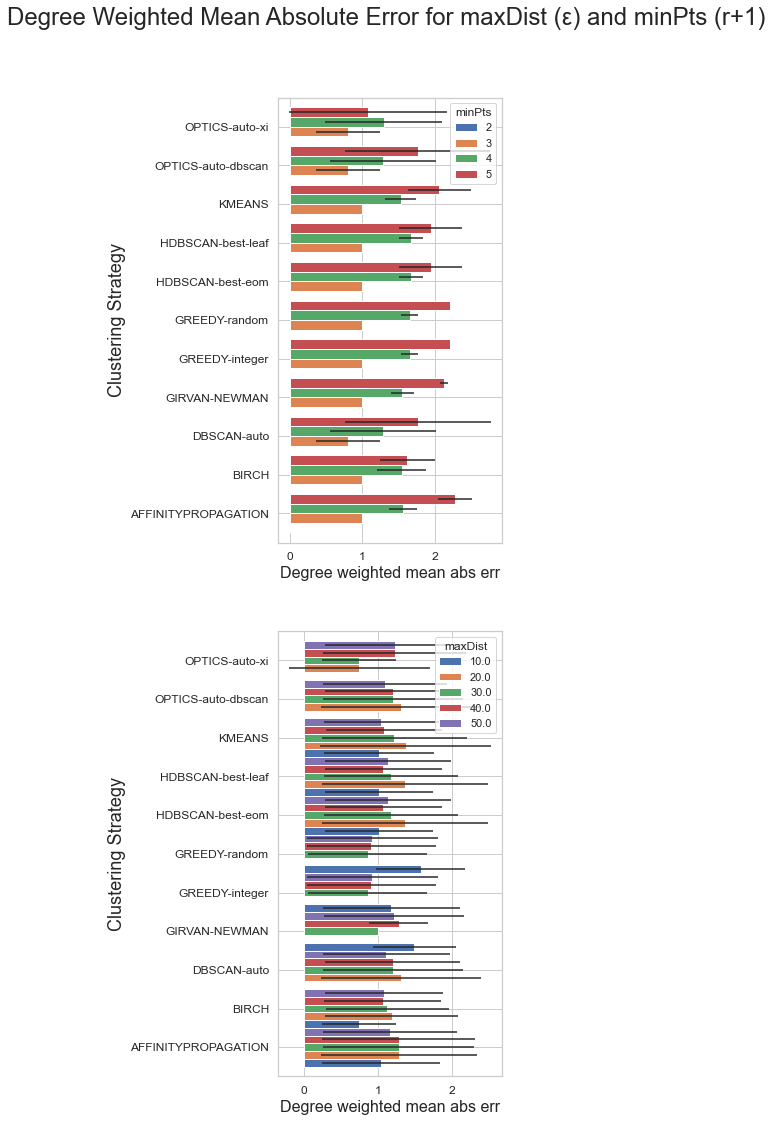 Degree Weighted Mean Absolute Error for maxDist (ε) and minPts (r+1)
minPts
2
3
4
5
OPTICS-auto-xi
OPTICS-auto-dbscan
KMEANS
HDBSCAN-best-leaf
HDBSCAN-best-eom
GREEDY-random
GREEDY-integer
GIRVAN-NEWMAN
DBSCAN-auto
BIRCH
AFFINITYPROPAGATION
Clustering Strategy
0 1 2
Degree weighted mean abs err
maxDist
10.0
20.0
30.0
40.0
50.0
OPTICS-auto-xi
OPTICS-auto-dbscan
KMEANS
HDBSCAN-best-leaf
HDBSCAN-best-eom
GREEDY-random
GREEDY-integer
GIRVAN-NEWMAN
DBSCAN-auto
BIRCH
AFFINITYPROPAGATION
Clustering Strategy
0 1 2
Degree weighted mean abs err